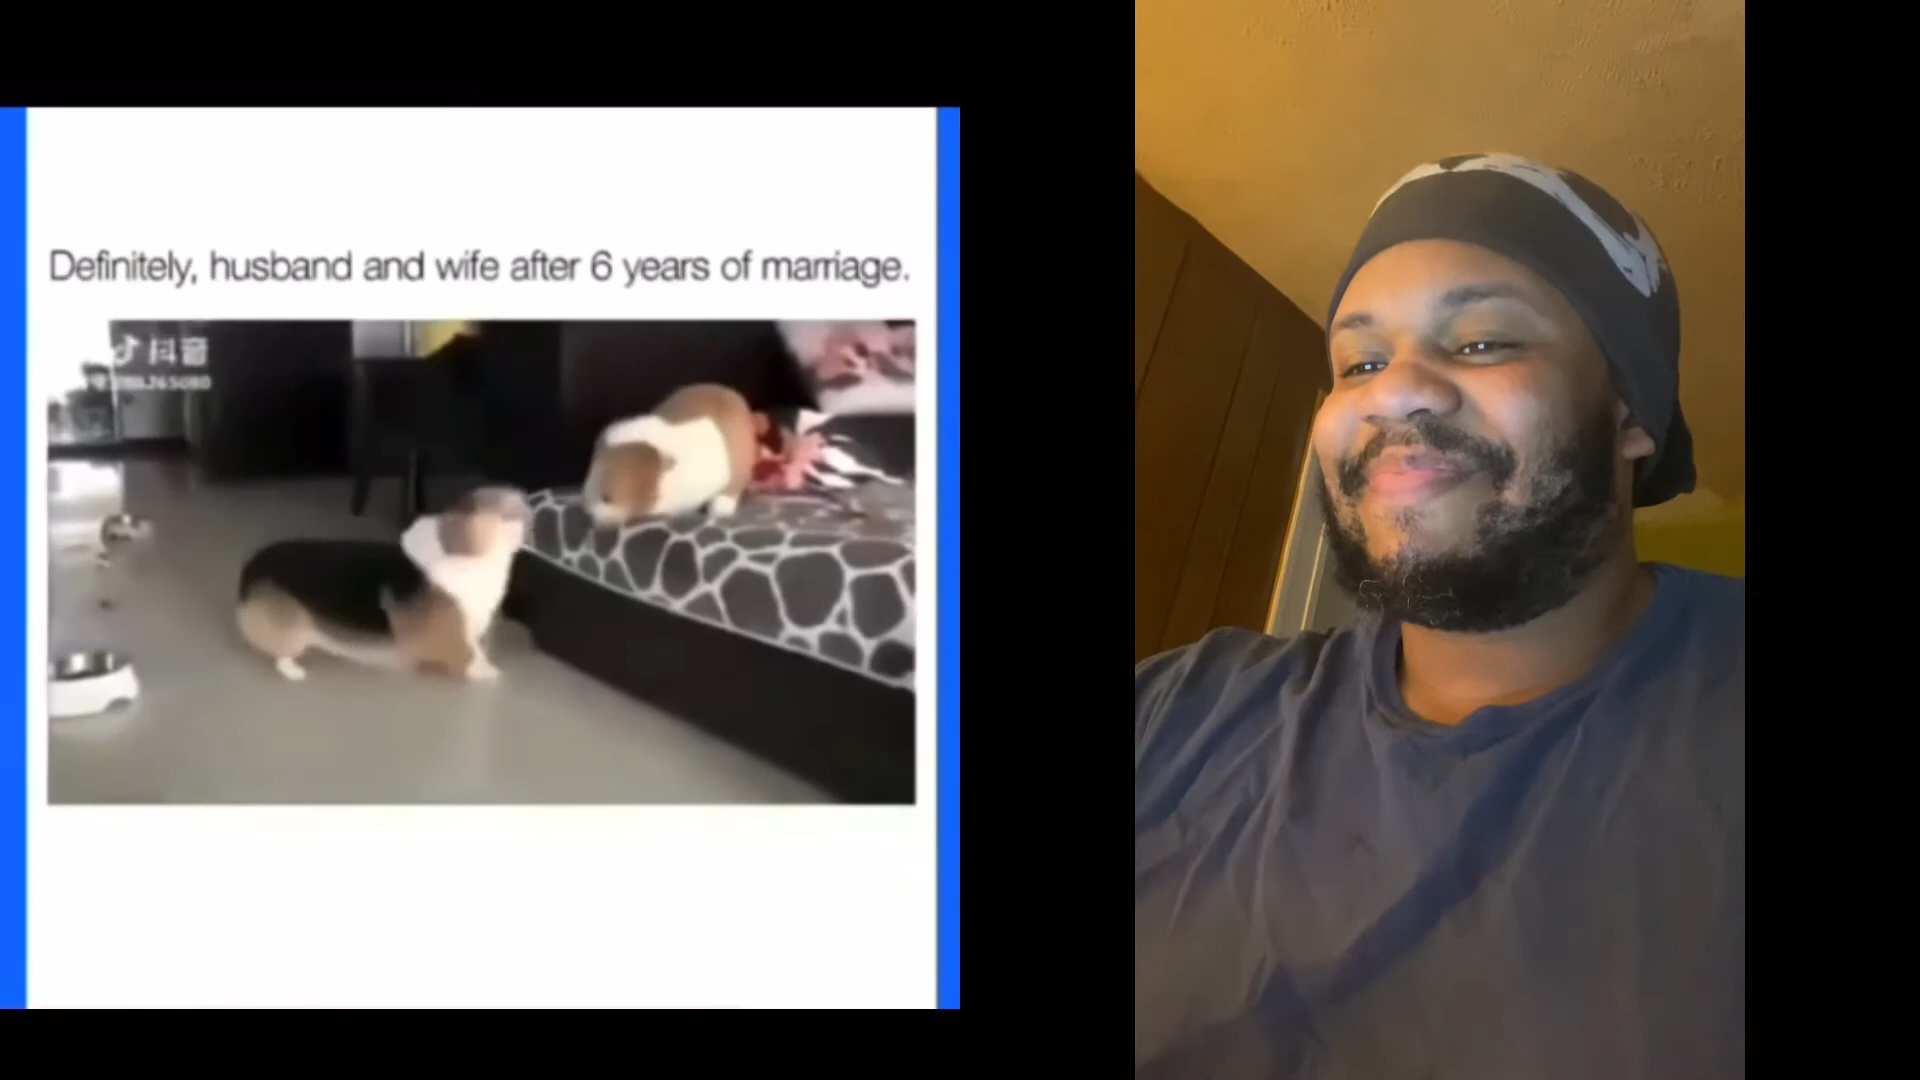 Definitely, husband and wife after 6 years of marriage.
抖音